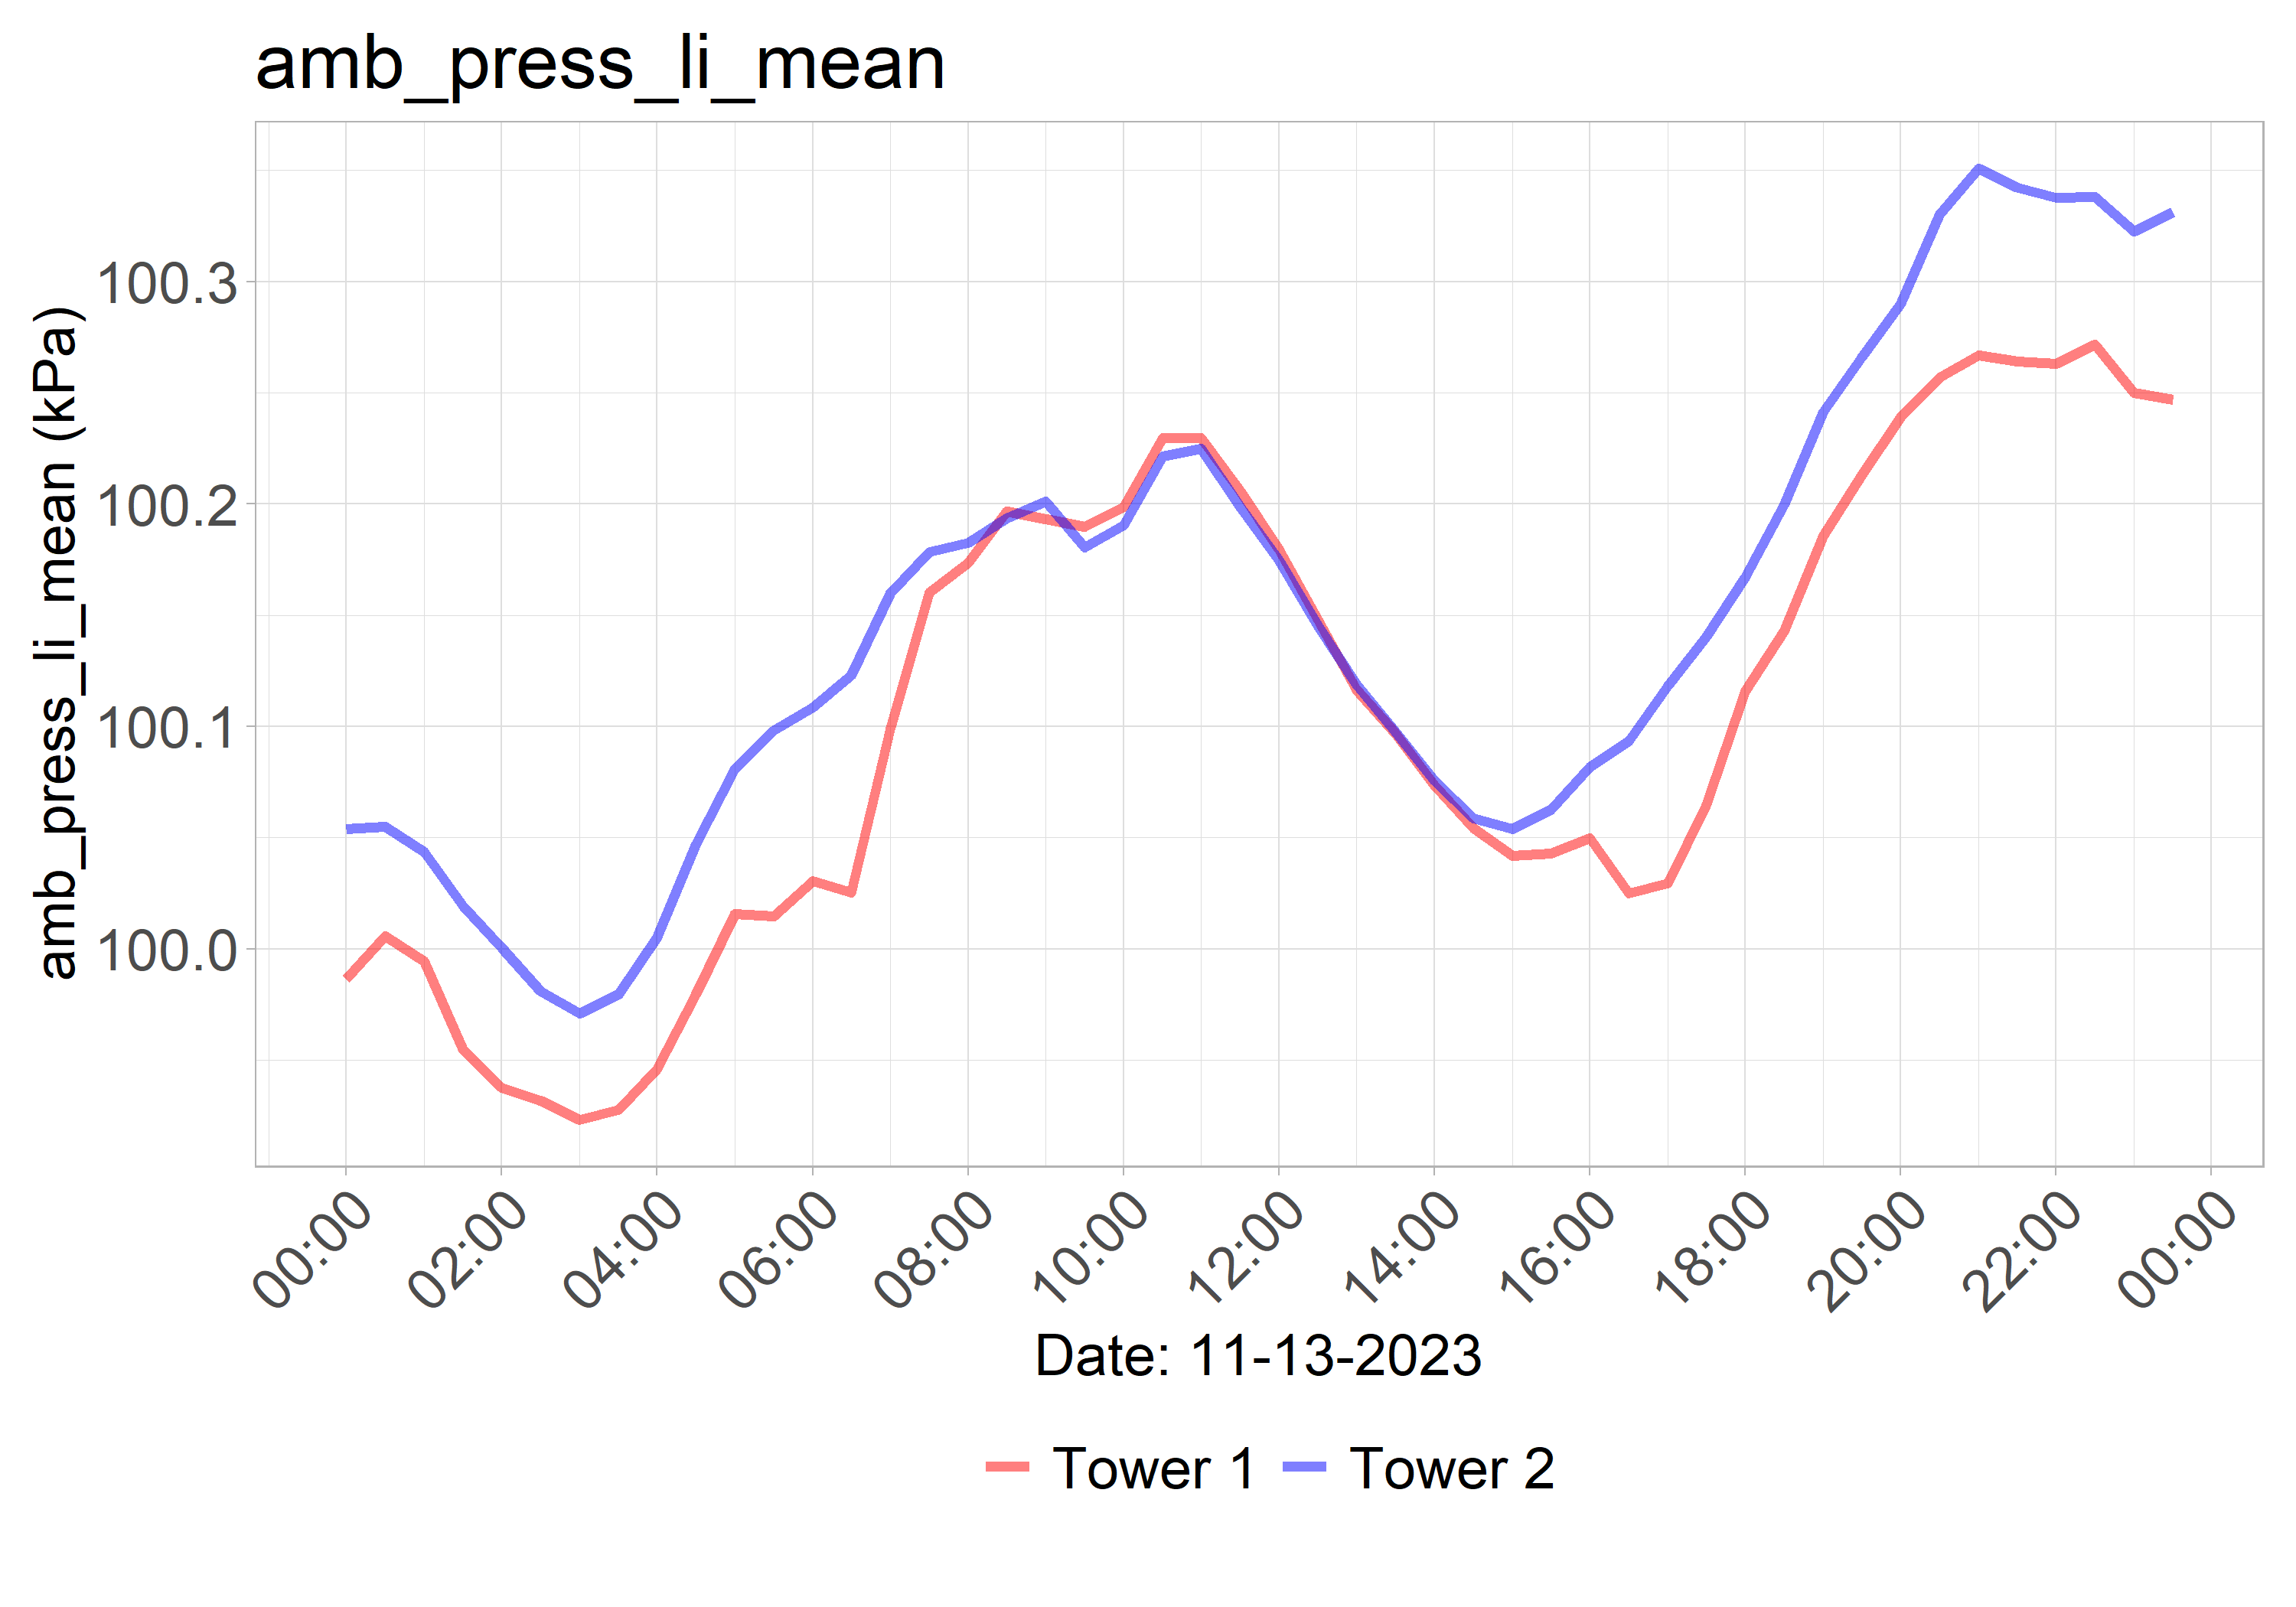 amb_press_li_mean
amb_press_li_mean (kPa)
100.3
100.2
100.1
100.0
00:00 02:00 04:00 06:00 08:00 10:00 12:00 14:00 16:00 18:00 20:00 22:00 00:00
Date: 11-13-2023
Tower 1 Tower 2